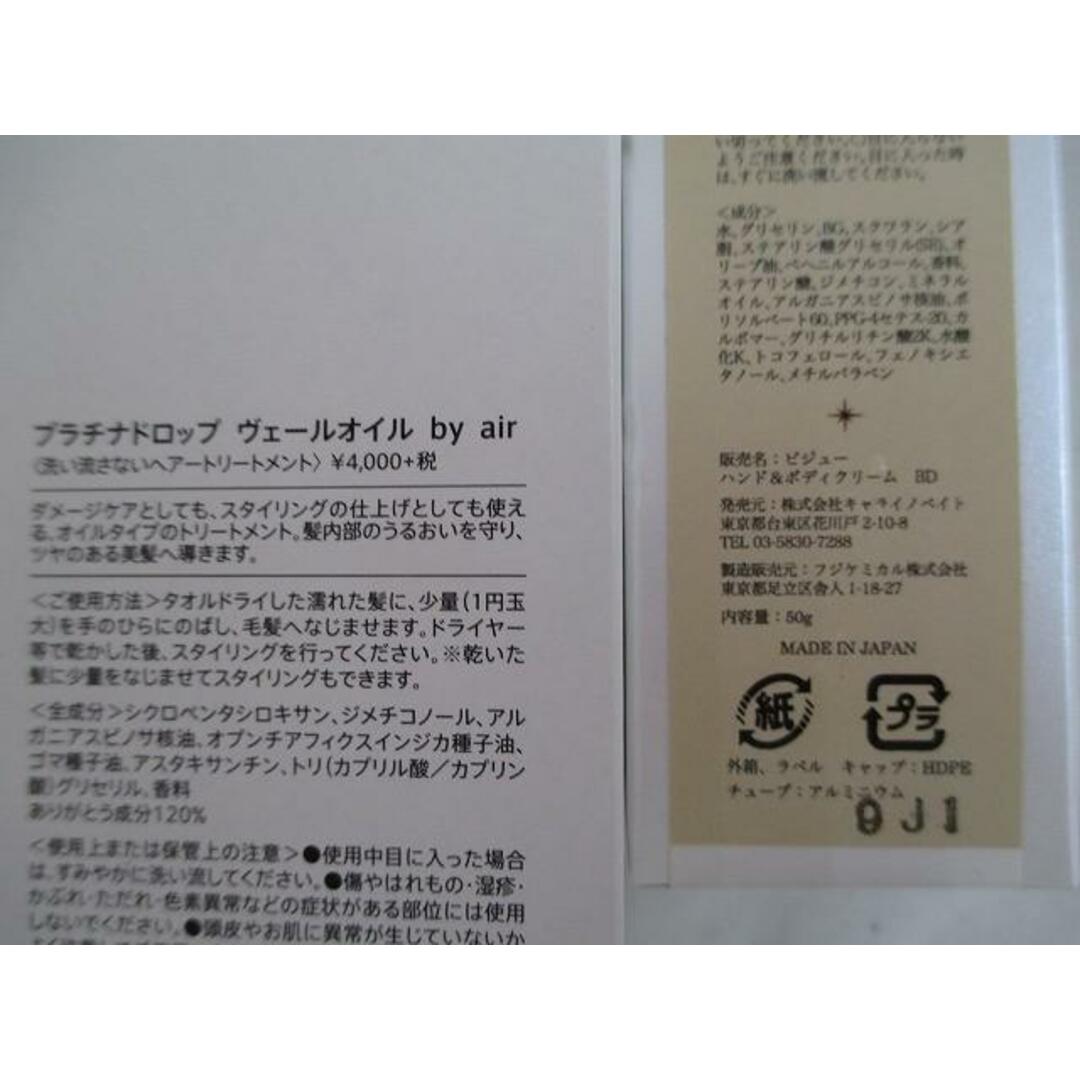 プラチナドロップ ヴェールオイル by air
〈洗い流さないヘアートリートメント〉¥4,000+税
ダメージケアとしても、スタイリングの仕上げとしても使え
る、オイルタイプのトリートメント。髪内部のうるおいを守り、
ツヤのある美髪へ導きます。
＜ご使用方法＞タオルドライした濡れた髪に、少量(1円玉
大)を手のひらにのばし、毛髪へなじませます。ドライヤー
等で乾かした後、スタイリングを行ってください。※乾いた
髪に少量をなじませてスタイリングもできます。
＜全成分＞シクロペンタシロキサン、ジメチコノール、アル
ガニアスピノサ核油、オプンチアフィクスインジカ種子油、
ゴマ種子油、アスタキサンチン、トリ(カプリル酸／カプリン
酸)グリセリル、香料
ありがとう成分120%
＜使用上または保管上の注意＞●使用中目に入った場合
は、すみやかに洗い流してください。●傷やはれもの・湿疹・
かぶれ・ただれ・色素異常などの症状がある部位には使用
しないでください。●頭皮やお肌に異常が生じていないか
い切ってください。
ようご注意ください。目に入った時
は、すぐに洗い流してください。
＜成分＞
水、グリセリン、BG、スクワラン、シア
脂、ステアリン酸グリセリル(SE)、オ
リーブ油、ベヘニルアルコール、香料、
ステアリン酸、ジメチコン、ミネラル
オイル、アルガニアスピノサ核油、ポ
リソルベート60、PPG-4セテス-20、カ
ルボマー、グリチルリチン酸2K、水酸
化K、トコフェロール、フェノキシエ
タノール、メチルパラベン
販売名：ビジュー
ハンド＆ボディクリーム BD
発売元：株式会社キャライノベイト
東京都台東区花川戸2-10-8
TEL 03-5830-7288
製造販売元：フジケミカル株式会社
東京都足立区舎人1-18-27
内容量：50g
MADE IN JAPAN
紙 プラ
外箱、ラベル キャップ：HDPE
チューブ：アルミニウム
9J1